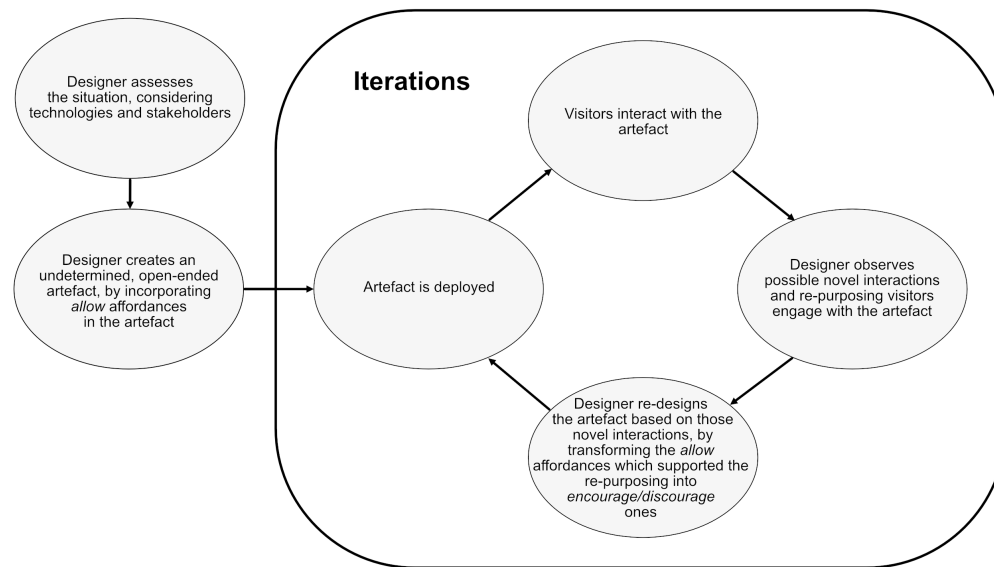 Designer assesses
the situation, considering
technologies and stakeholders
Designer creates an
undetermined, open-ended
artefact, by incorporating
allow affordances
in the artefact
Iterations
Artefact is deployed
Visitors interact with the
artefact
Designer observes
possible novel interactions
and re-purposing visitors
engage with the artefact
Designer re-designs
the artefact based on those
novel interactions, by
transforming the allow
affordances which supported the
re-purposing into
encourage/discourage
ones